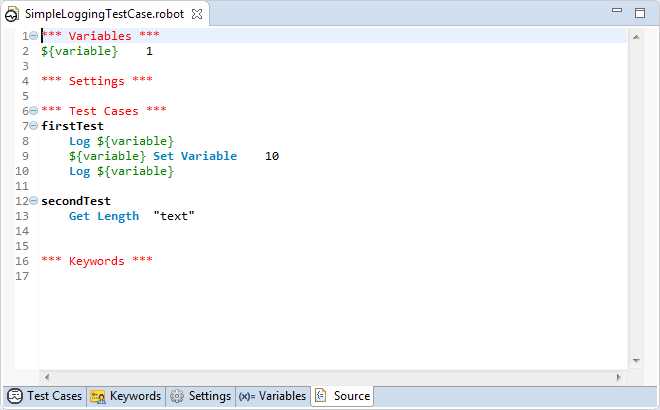 SimpleLoggingTestCase.robot
1 *** Variables ***
2 ${variable}    1
3
4 *** Settings ***
5
6 *** Test Cases ***
7 firstTest
8     Log ${variable}
9     ${variable} Set Variable    10
10     Log ${variable}
11
12 secondTest
13     Get Length  "text"
14
15
16 *** Keywords ***
17
Test Cases Keywords Settings (x)= Variables Source